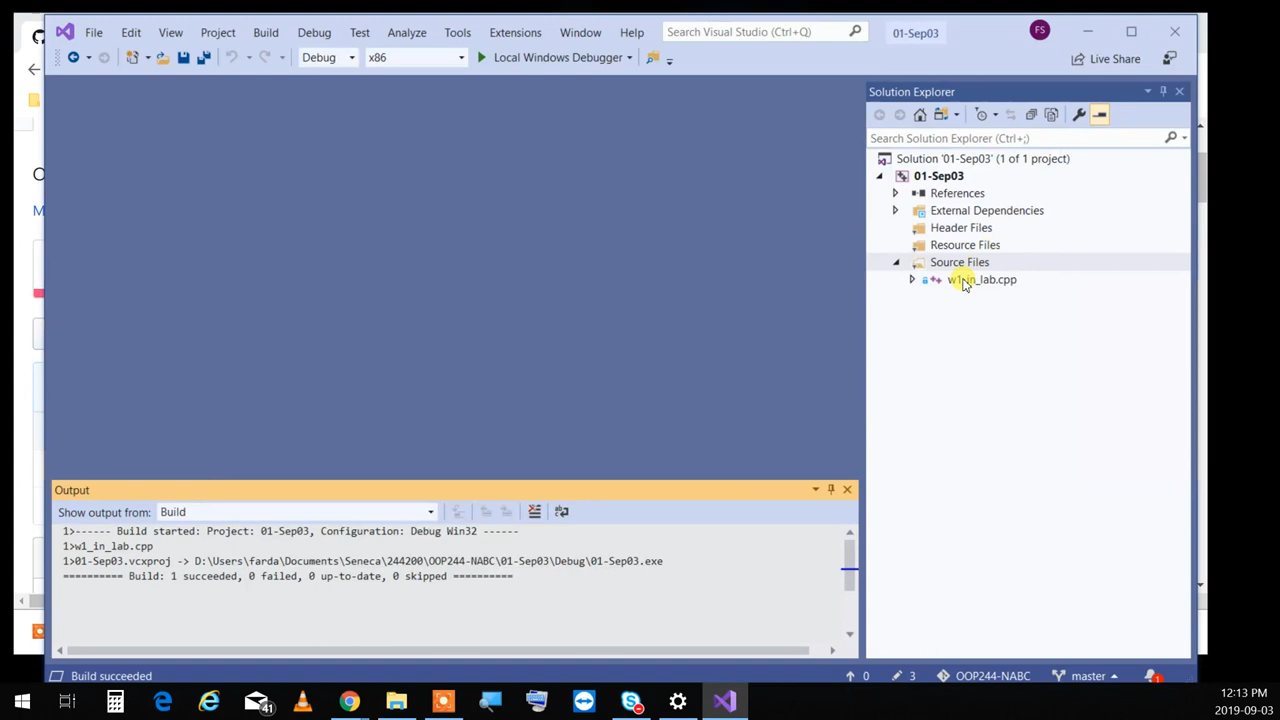 File Edit View Project Build Debug Test Analyze Tools Extensions Window Help Search Visual Studio (Ctrl+Q) 01-Sep03 FS
Debug x86 Local Windows Debugger Live Share
Solution Explorer
Search Solution Explorer (Ctrl+;)
Solution '01-Sep03' (1 of 1 project)
01-Sep03
References
External Dependencies
Header Files
Resource Files
Source Files
w1_in_lab.cpp
O
M
Output
Show output from: Build
1>------ Build started: Project: 01-Sep03, Configuration: Debug Win32 ------
1>w1_in_lab.cpp
1>01-Sep03.vcxproj -> D:\Users\farda\Documents\Seneca\244200\OOP244-NABC\01-Sep03\Debug\01-Sep03.exe
========== Build: 1 succeeded, 0 failed, 0 up-to-date, 0 skipped ==========
Build succeeded 0 3 OOP244-NABC master 1
41
12:13 PM
2019-09-03